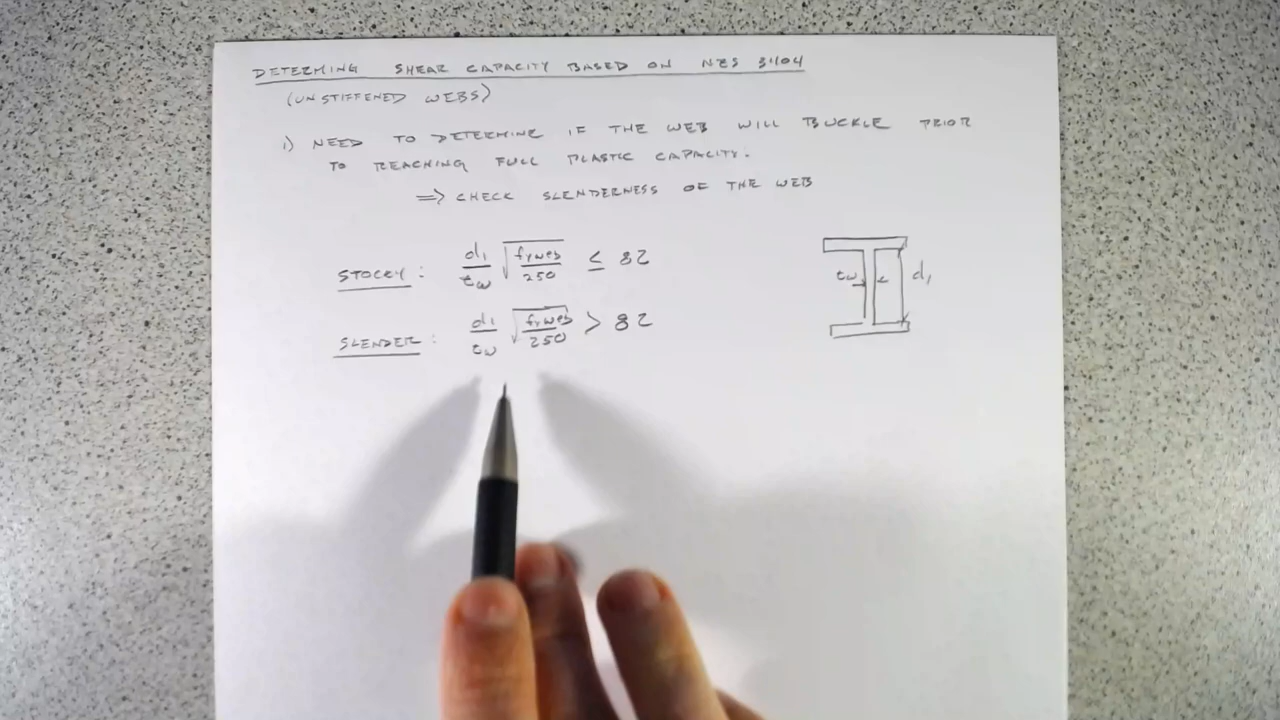 DETERMING SHEAR CAPACITY BASED ON NZS 3404
(UNSTIFFENED WEBS)
1) NEED TO DETERMINE IF THE WEB WILL BUCKLE PRIOR
TO REACHING FULL PLASTIC CAPACITY.
⇒ CHECK SLENDERNESS OF THE WEB
STOCKY: d₁/tw √(fyweb/250) ≤ 82
SLENDER: d₁/tw √(fyweb/250) > 82
tw d₁